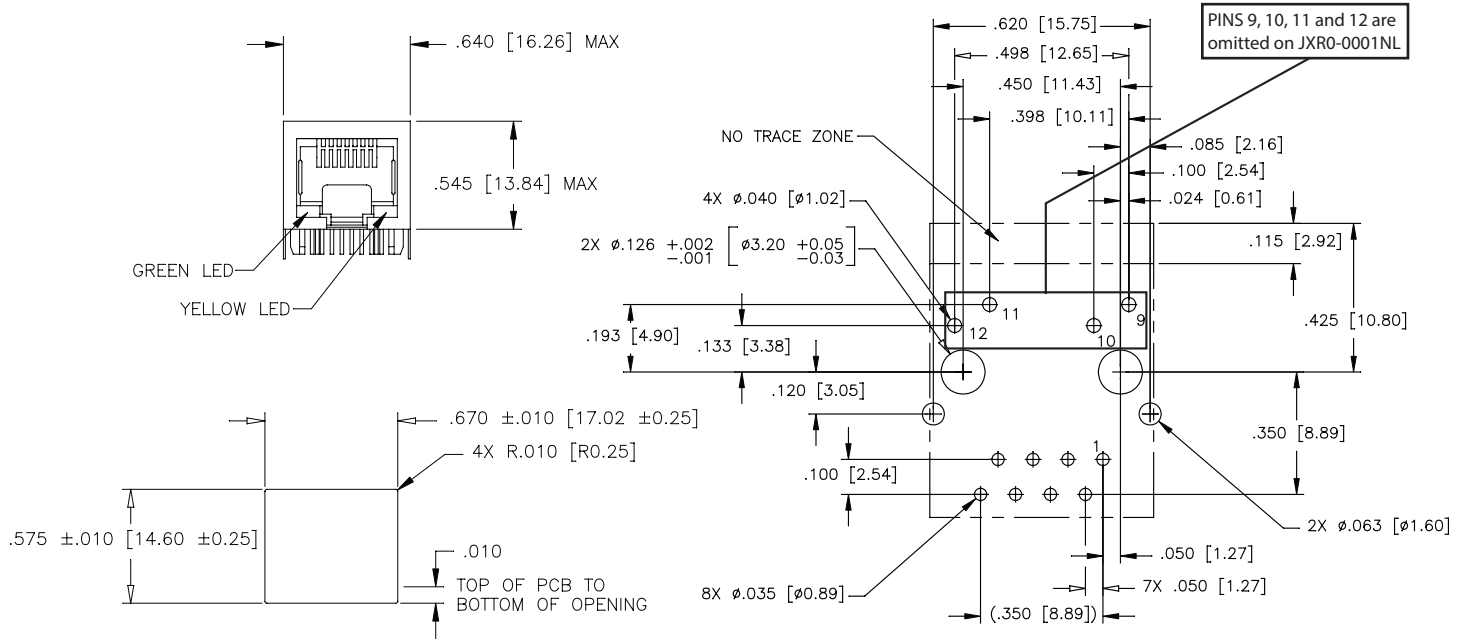 .640 [16.26] MAX
.545 [13.84] MAX
GREEN LED
YELLOW LED
.670 ±.010 [17.02 ±0.25]
4X R.010 [R0.25]
.575 ±.010 [14.60 ±0.25]
.010
TOP OF PCB TO
BOTTOM OF OPENING
PINS 9, 10, 11 and 12 are
omitted on JXR0-0001NL
.620 [15.75]
.498 [12.65]
.450 [11.43]
.398 [10.11]
NO TRACE ZONE
.085 [2.16]
.100 [2.54]
.024 [0.61]
4X ø.040 [ø1.02]
2X ø.126 +.002 -.001 [ø3.20 +0.05 -0.03]
.115 [2.92]
.425 [10.80]
11
9
12
10
.193 [4.90]
.133 [3.38]
.120 [3.05]
.350 [8.89]
1
.100 [2.54]
2X ø.063 [ø1.60]
.050 [1.27]
8X ø.035 [ø0.89]
7X .050 [1.27]
(.350 [8.89])